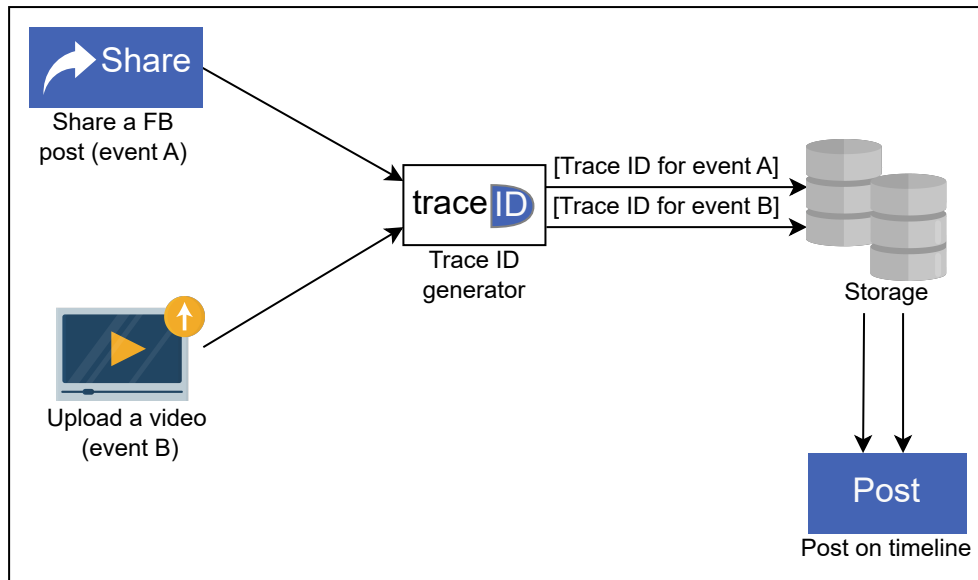 Share
Share a FB
post (event A)
[Trace ID for event A]
trace ID
[Trace ID for event B]
Trace ID
generator
Storage
Upload a video
(event B)
Post
Post on timeline